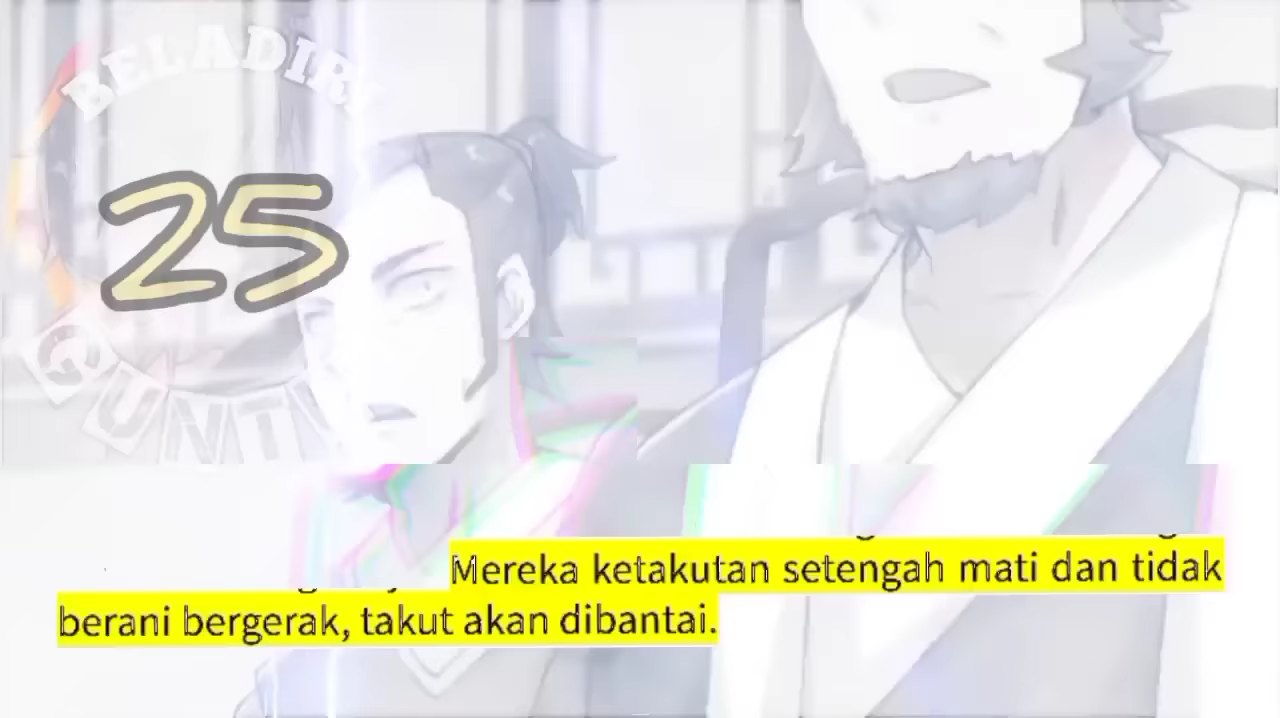 BELADIRI
25
Mereka ketakutan setengah mati dan tidak
berani bergerak, takut akan dibantai.